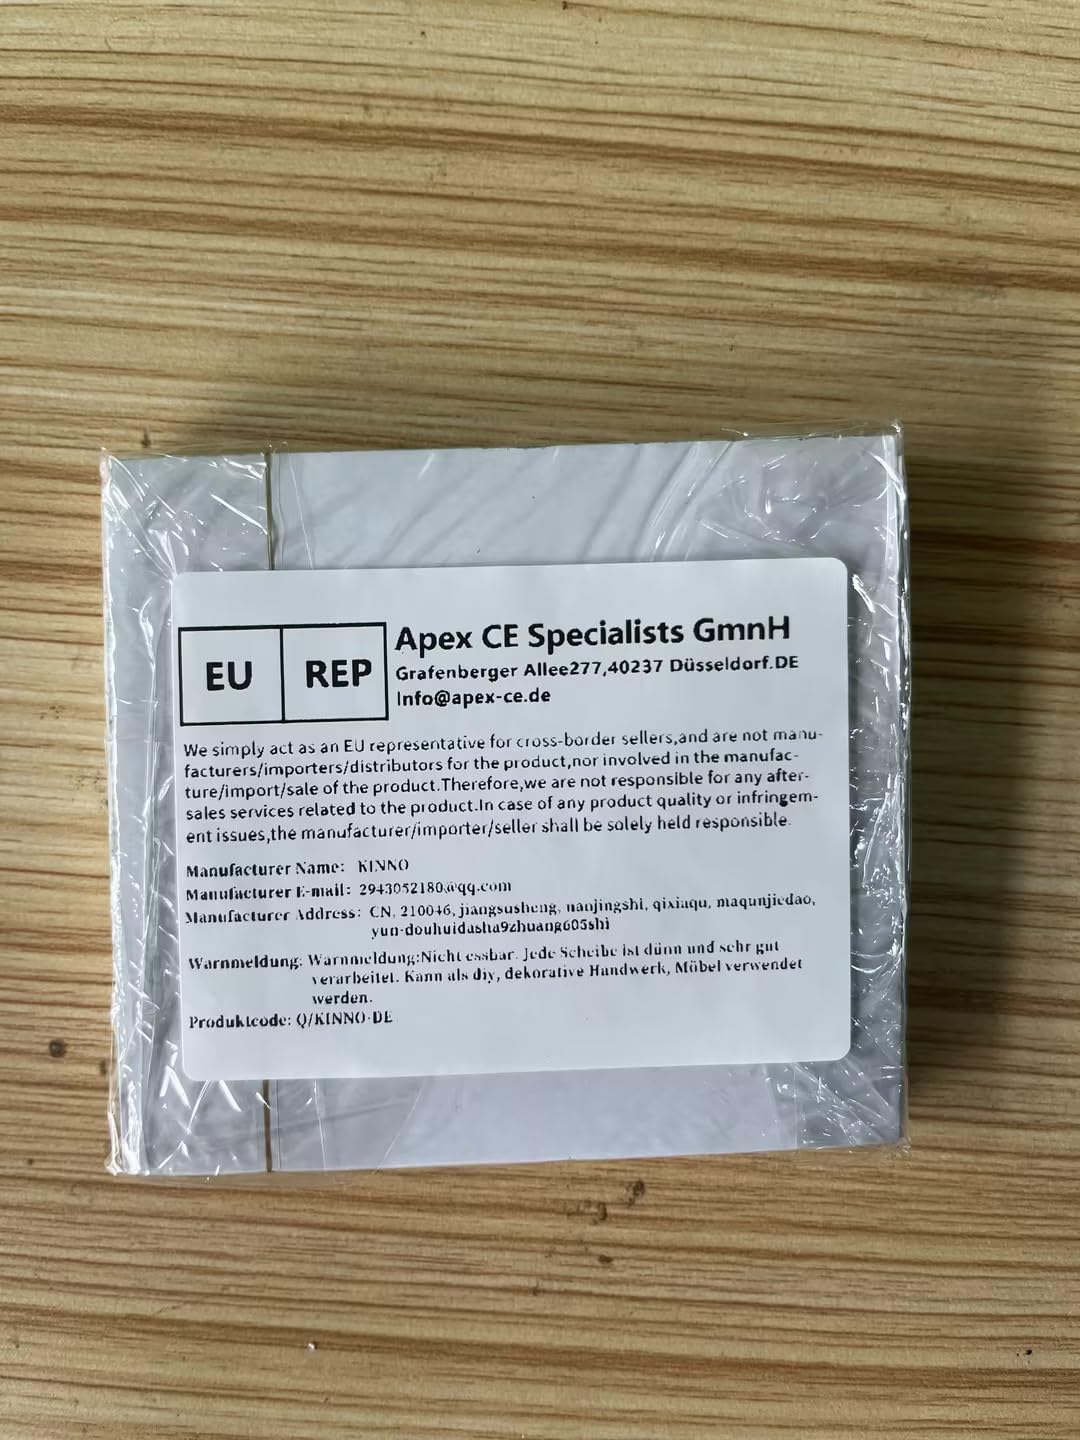 EU REP
Apex CE Specialists GmnH
Grafenberger Allee277,40237 Düsseldorf.DE
Info@apex-ce.de
We simply act as an EU representative for cross-border sellers,and are not manu-
facturers/importers/distributors for the product,nor involved in the manufac-
ture/import/sale of the product.Therefore,we are not responsible for any after-
sales services related to the product.In case of any product quality or infringem-
ent issues,the manufacturer/importer/seller shall be solely held responsible.
Manufacturer Name: KINNO
Manufacturer E-mail: 2943052180@qq.com
Manufacturer Address: CN, 210046, jiangsusheng, nanjingshi, qixiaqu, maqunjiedao,
yun-douhuidasha9zhuang605shi
Warnmeldung: Warnmeldung:Nicht essbar. Jede Scheibe ist dünn und sehr gut
verarbeitet. Kann als diy, dekorative Handwerk, Möbel verwendet
werden.
Produktcode: Q/KINNO-DE